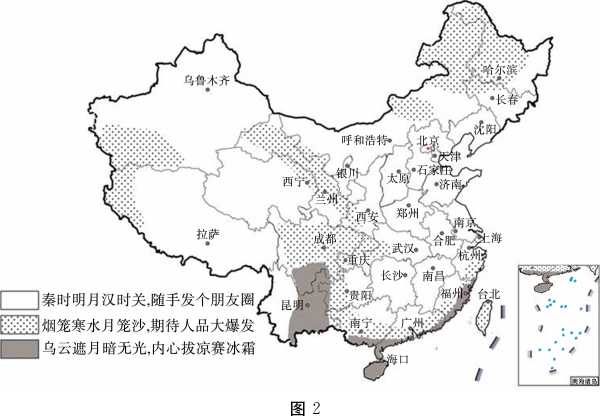 哈尔滨
乌鲁木齐
长春
沈阳
呼和浩特
北京
天津
银川
太原
石家庄
西宁
济南
兰州
西安
郑州
拉萨
成都
南京
合肥
上海
武汉
杭州
重庆
长沙
南昌
秦时明月汉时关,随手发个朋友圈
贵阳
福州
台北
昆明
烟笼寒水月笼沙,期待人品大爆发
南宁
广州
乌云遮月暗无光,内心拔凉赛冰霜
海口
南海诸岛
图 2